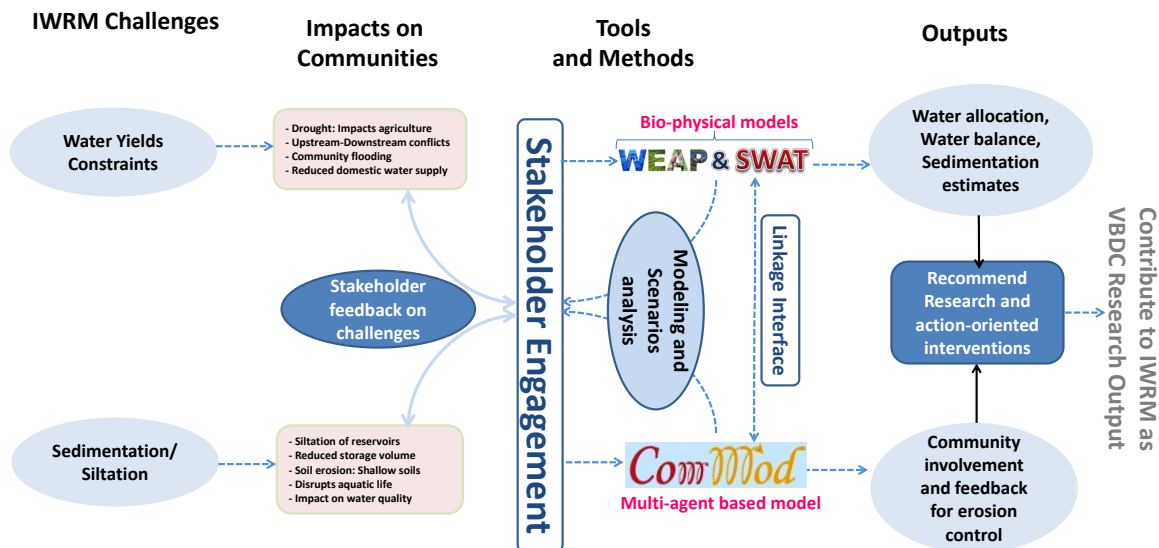 IWRM Challenges
Impacts on
Communities
Tools
and Methods
Outputs
Water Yields
Constraints
- Drought: Impacts agriculture
- Upstream-Downstream conflicts
- Community flooding
- Reduced domestic water supply
Stakeholder
feedback on
challenges
Sedimentation/
Siltation
- Siltation of reservoirs
- Reduced storage volume
- Soil erosion: Shallow soils
- Disrupts aquatic life
- Impact on water quality
Stakeholder Engagement
Bio-physical models
WEAP & SWAT
Modeling and
Scenarios
analysis
Linkage Interface
ComMod
Multi-agent based model
Water allocation,
Water balance,
Sedimentation
estimates
Recommend
Research and
action-oriented
interventions
Community
involvement
and feedback
for erosion
control
Contribute to IWRM as
VBDC Research Output